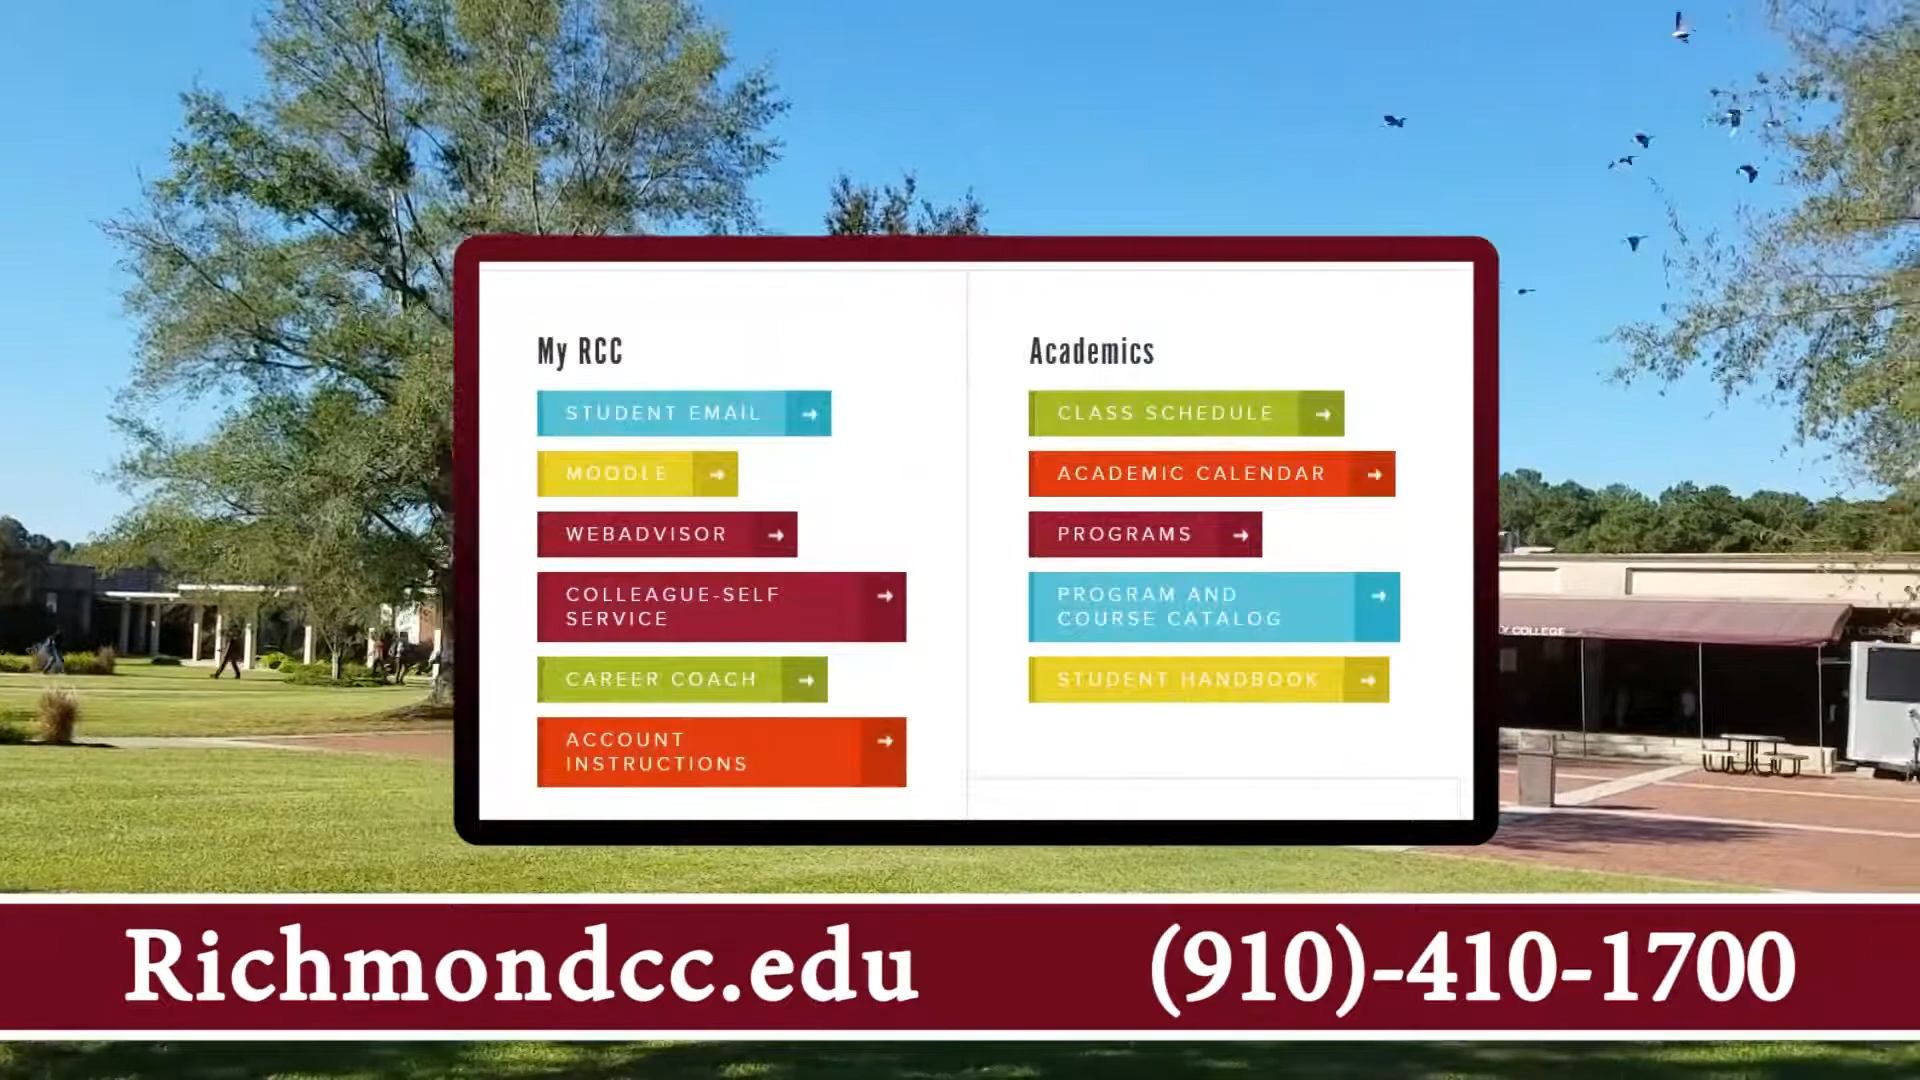 My RCC
STUDENT EMAIL
MOODLE
WEBADVISOR
COLLEAGUE-SELF
SERVICE
CAREER COACH
ACCOUNT
INSTRUCTIONS
Academics
CLASS SCHEDULE
ACADEMIC CALENDAR
PROGRAMS
PROGRAM AND
COURSE CATALOG
STUDENT HANDBOOK
COLLEGE
Richmondcc.edu
(910)-410-1700